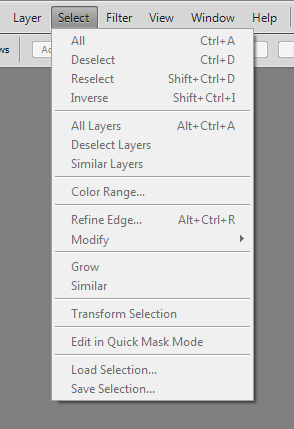 Layer Select Filter View Window Help
All Ctrl+A
Deselect Ctrl+D
Reselect Shift+Ctrl+D
Inverse Shift+Ctrl+I
All Layers Alt+Ctrl+A
Deselect Layers
Similar Layers
Color Range...
Refine Edge... Alt+Ctrl+R
Modify
Grow
Similar
Transform Selection
Edit in Quick Mask Mode
Load Selection...
Save Selection...